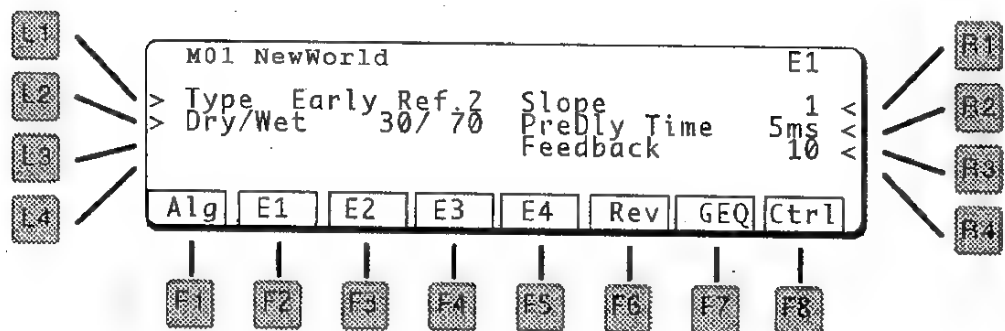 L1
L2
L3
L4
M01 NewWorld E1
> Type Early Ref.2 Slope 1 <
> Dry/Wet 30/ 70 PreDly Time 5ms <
Feedback 10 <
Alg E1 E2 E3 E4 Rev GEQ Ctrl
R1
R2
R3
R4
F1 F2 F3 F4 F5 F6 F7 F8